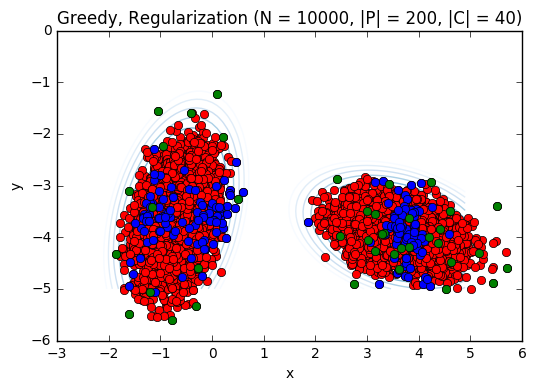 Greedy, Regularization (N = 10000, |P| = 200, |C| = 40)
0
−1
−2
−3
−4
−5
−6
y
−3 −2 −1 0 1 2 3 4 5 6
x